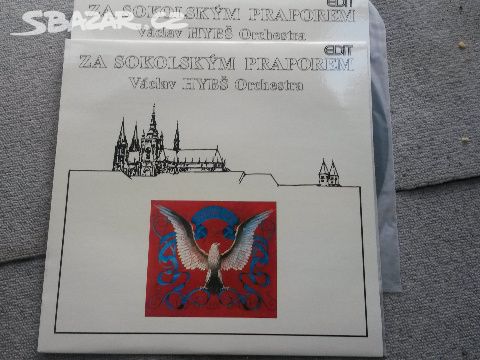 SBAZAR.CZ
EDIT
ZA SOKOLSKÝM PRAPOREM
Václav HYBŠ Orchestra
EDIT
ZA SOKOLSKÝM PRAPOREM
Václav HYBŠ Orchestra